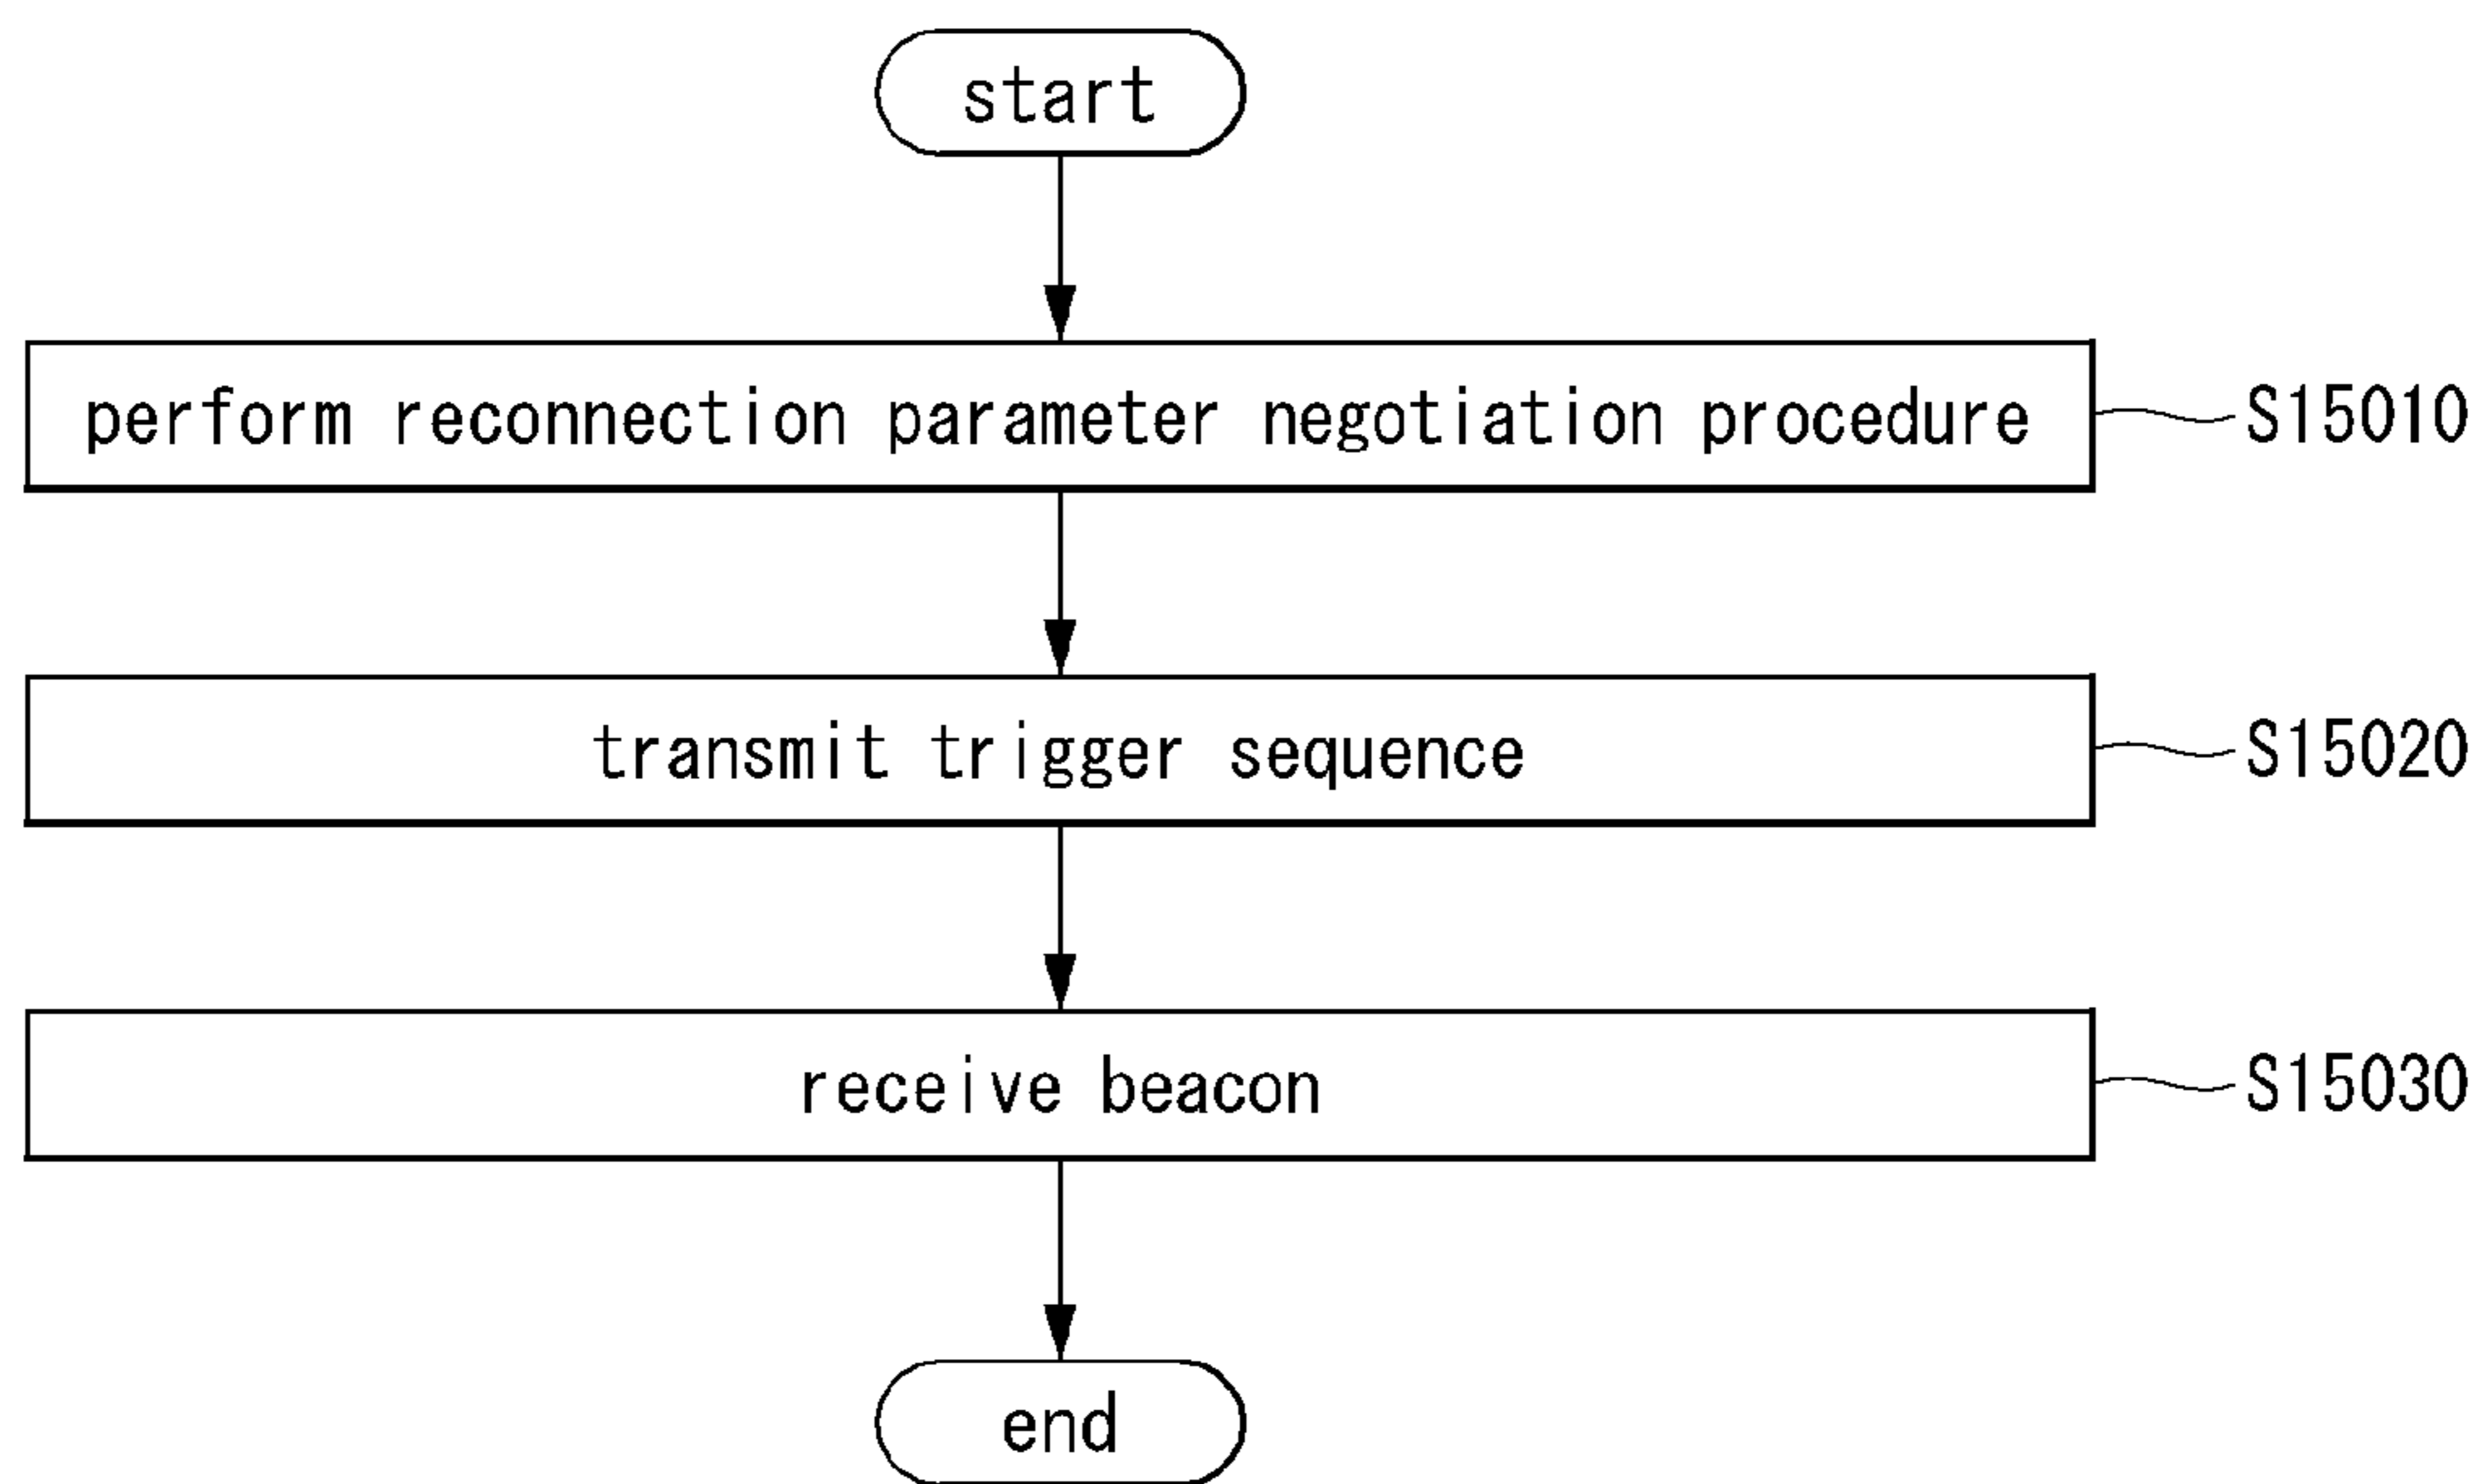 start
perform reconnection parameter negotiation procedure S15010
transmit trigger sequence S15020
receive beacon S15030
end